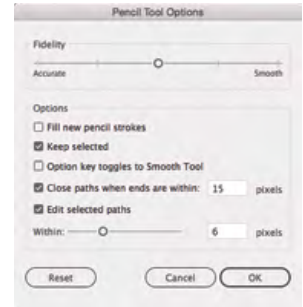 Pencil Tool Options
Fidelity
Accurate Smooth
Options
Fill new pencil strokes
Keep selected
Option key toggles to Smooth Tool
Close paths when ends are within: 15 pixels
Edit selected paths
Within: 6 pixels
Reset Cancel OK